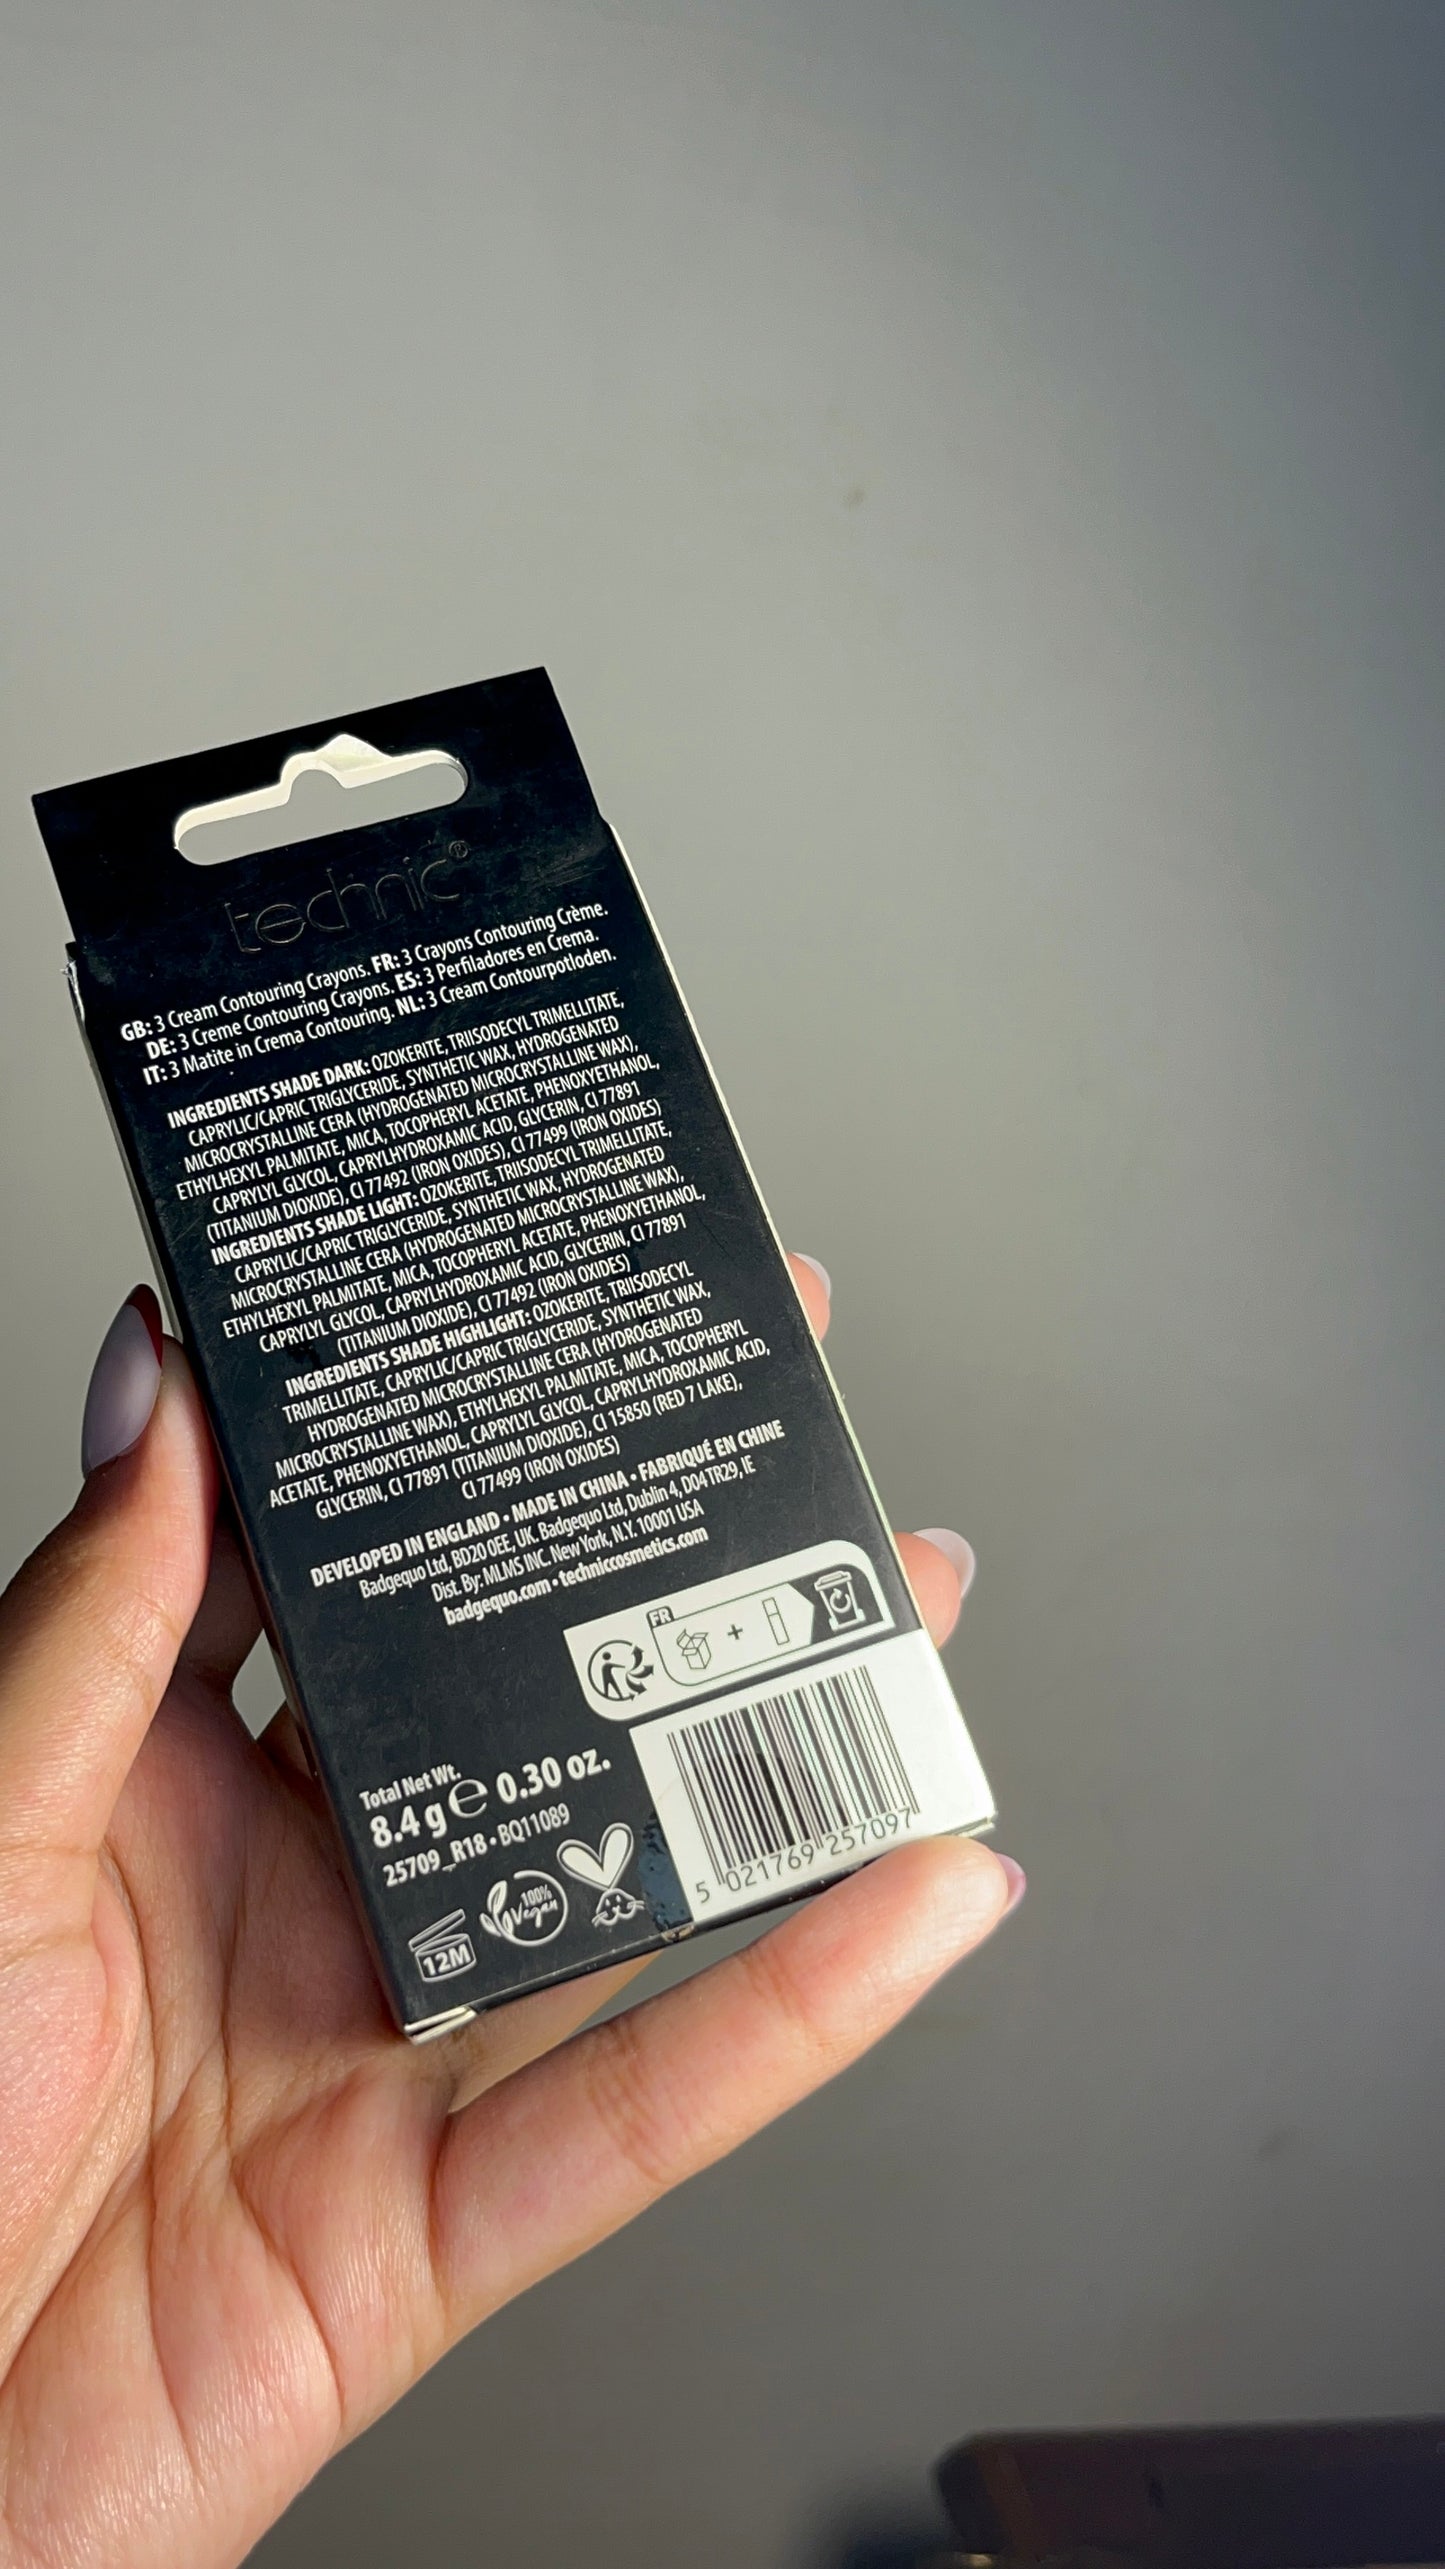 technic®
GB: 3 Cream Contouring Crayons. FR: 3 Crayons Contouring Crème.
DE: 3 Creme Contouring Crayons. ES: 3 Perfiladores en Crema.
IT: 3 Matite in Crema Contouring. NL: 3 Cream Contourpotloden.
INGREDIENTS SHADE DARK: OZOKERITE, TRIISODECYL TRIMELLITATE,
CAPRYLIC/CAPRIC TRIGLYCERIDE, SYNTHETIC WAX, HYDROGENATED
MICROCRYSTALLINE CERA (HYDROGENATED MICROCRYSTALLINE WAX),
ETHYLHEXYL PALMITATE, MICA, TOCOPHERYL ACETATE, PHENOXYETHANOL,
CAPRYLYL GLYCOL, CAPRYLHYDROXAMIC ACID, GLYCERIN, CI 77891
(TITANIUM DIOXIDE), CI 77492 (IRON OXIDES), CI 77499 (IRON OXIDES)
INGREDIENTS SHADE LIGHT: OZOKERITE, TRIISODECYL TRIMELLITATE,
CAPRYLIC/CAPRIC TRIGLYCERIDE, SYNTHETIC WAX, HYDROGENATED
MICROCRYSTALLINE CERA (HYDROGENATED MICROCRYSTALLINE WAX),
ETHYLHEXYL PALMITATE, MICA, TOCOPHERYL ACETATE, PHENOXYETHANOL,
CAPRYLYL GLYCOL, CAPRYLHYDROXAMIC ACID, GLYCERIN, CI 77891
(TITANIUM DIOXIDE), CI 77492 (IRON OXIDES)
INGREDIENTS SHADE HIGHLIGHT: OZOKERITE, TRIISODECYL
TRIMELLITATE, CAPRYLIC/CAPRIC TRIGLYCERIDE, SYNTHETIC WAX,
HYDROGENATED MICROCRYSTALLINE CERA (HYDROGENATED
MICROCRYSTALLINE WAX), ETHYLHEXYL PALMITATE, MICA, TOCOPHERYL
ACETATE, PHENOXYETHANOL, CAPRYLYL GLYCOL, CAPRYLHYDROXAMIC ACID,
GLYCERIN, CI 77891 (TITANIUM DIOXIDE), CI 15850 (RED 7 LAKE),
CI 77499 (IRON OXIDES)
DEVELOPED IN ENGLAND • MADE IN CHINA • FABRIQUÉ EN CHINE
Badgequo Ltd, BD20 0EE, UK. Badgequo Ltd, Dublin 4, D04 TR29, IE
Dist. By: MLMS INC. New York, N.Y. 10001 USA
badgequo.com • techniccosmetics.com
FR
+
Total Net Wt.
8.4 g e 0.30 oz.
25709_R18 • BQ11089
12M
100%
Vegan
5 021769 257097